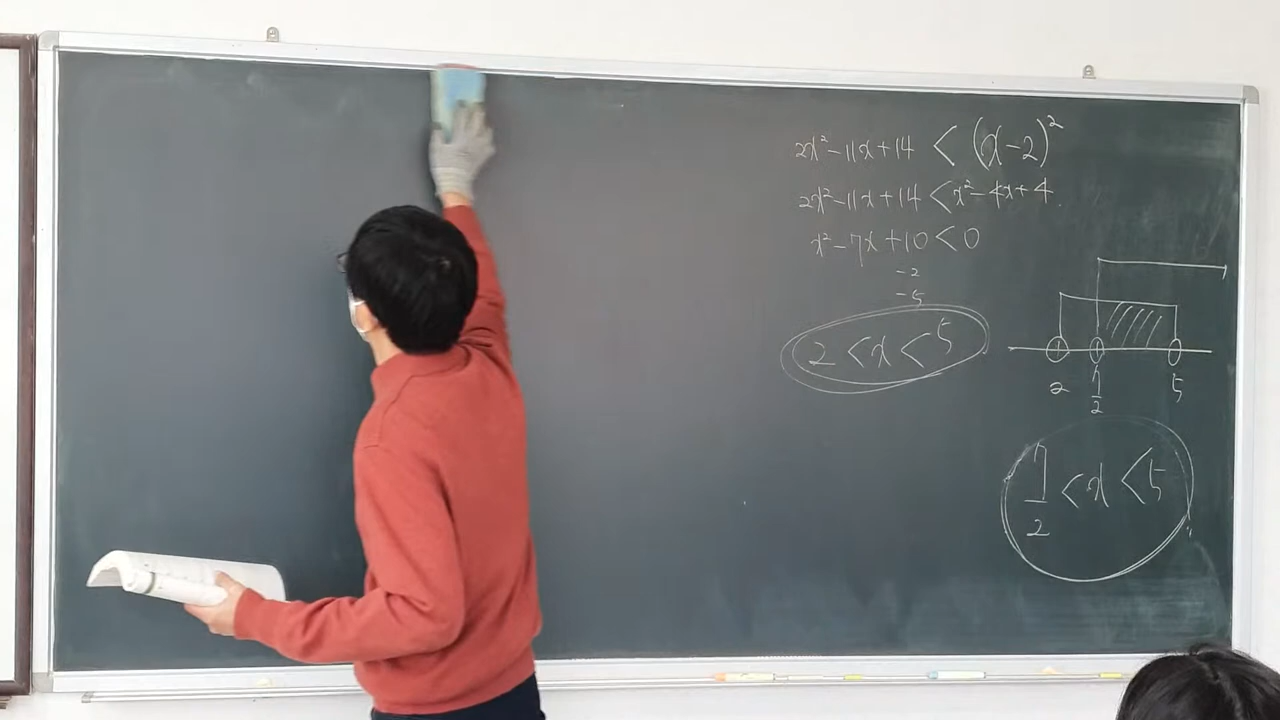 2x² - 11x + 14 < (x - 2)²
2x² - 11x + 14 < x² - 4x + 4
x² - 7x + 10 < 0
-2
-5
2 < x < 5
2 7/2 5
7/2 < x < 5